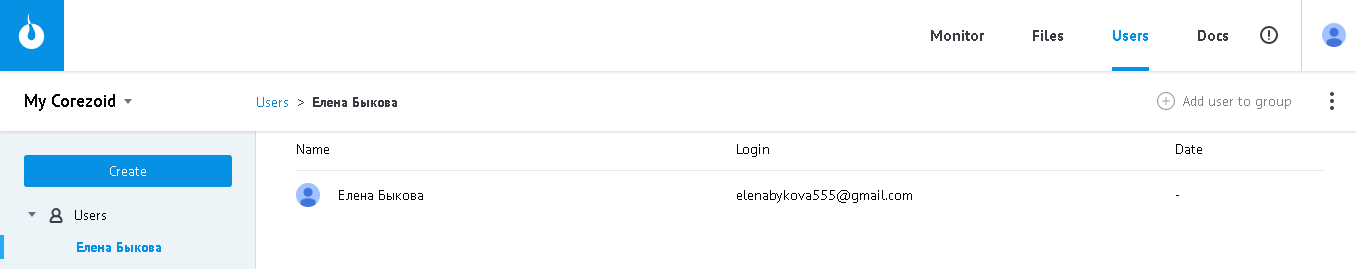 Monitor Files Users Docs
My Corezoid Users > Елена Быкова Add user to group
Name Login Date
Create
Елена Быкова elenabykova555@gmail.com -
Users
Елена Быкова